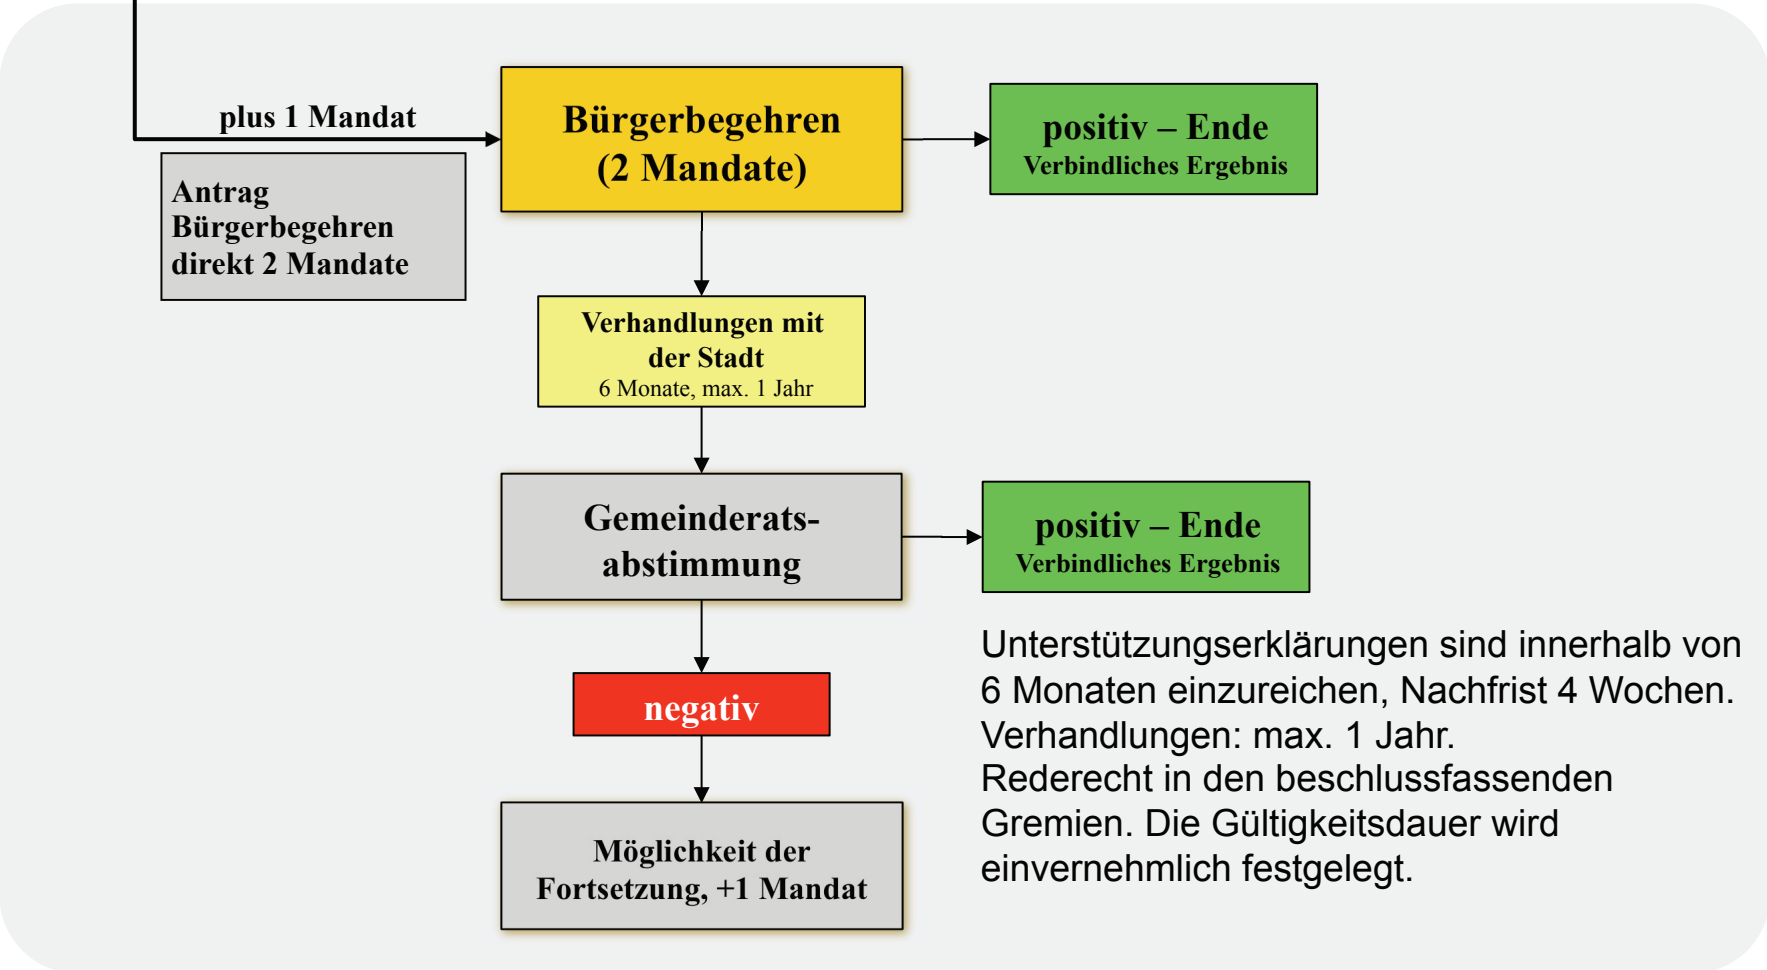 plus 1 Mandat
Antrag
Bürgerbegehren
direkt 2 Mandate
Bürgerbegehren
(2 Mandate)
positiv – Ende
Verbindliches Ergebnis
Verhandlungen mit
der Stadt
6 Monate, max. 1 Jahr
Gemeinderats-
abstimmung
positiv – Ende
Verbindliches Ergebnis
negativ
Möglichkeit der
Fortsetzung, +1 Mandat
Unterstützungserklärungen sind innerhalb von
6 Monaten einzureichen, Nachfrist 4 Wochen.
Verhandlungen: max. 1 Jahr.
Rederecht in den beschlussfassenden
Gremien. Die Gültigkeitsdauer wird
einvernehmlich festgelegt.